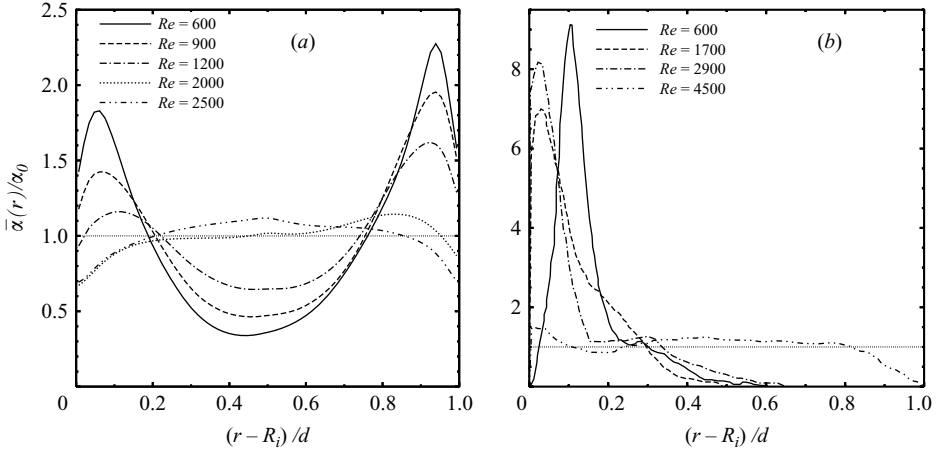 2.5
2.0
1.5
1.0
0.5
0
0.2
0.4
0.6
0.8
1.0
Re = 600
Re = 900
Re = 1200
Re = 2000
Re = 2500
(a)
ᾱ(r)/α0
(r – Ri) /d
8
6
4
2
0
0.2
0.4
0.6
0.8
1.0
Re = 600
Re = 1700
Re = 2900
Re = 4500
(b)
(r – Ri) /d